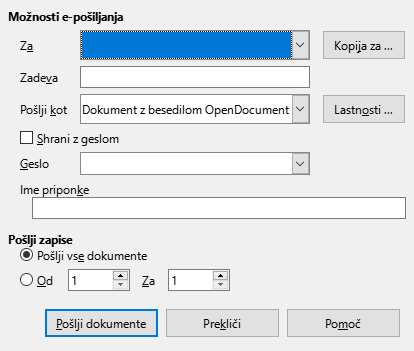 Možnosti e-pošiljanja
Za Kopija za ...
Zadeva
Pošlji kot Dokument z besedilom OpenDocument Lastnosti ...
Shrani z geslom
Geslo
Ime priponke
Pošlji zapise
Pošlji vse dokumente
Od 1 Za 1
Pošlji dokumente Prekliči Pomoč